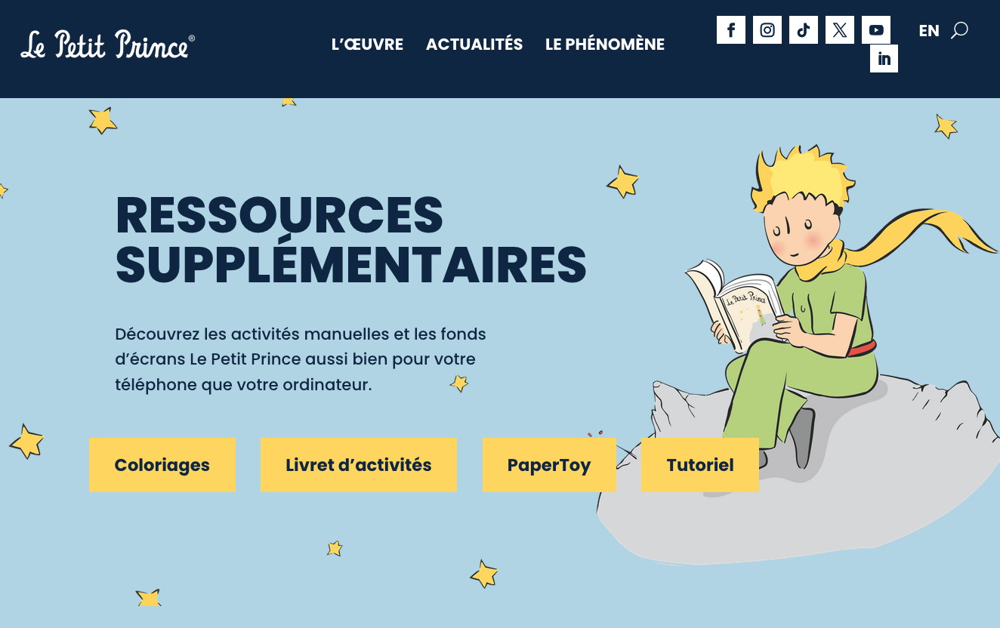 Le Petit Prince®
L’ŒUVRE
ACTUALITÉS
LE PHÉNOMÈNE
EN
RESSOURCES
SUPPLÉMENTAIRES
Découvrez les activités manuelles et les fonds
d’écrans Le Petit Prince aussi bien pour votre
téléphone que votre ordinateur.
Le Petit Prince
Coloriages
Livret d’activités
PaperToy
Tutoriel